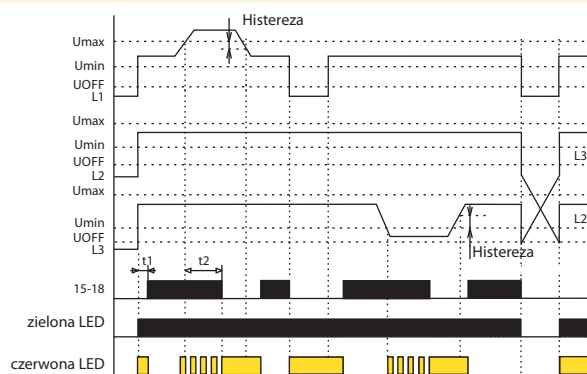 Histereza
Umax
Umin
UOFF
L1
Umax
Umin
UOFF
L2
L3
Umax
Umin
UOFF
L3
L2
Histereza
t1
t2
15-18
zielona LED
czerwona LED